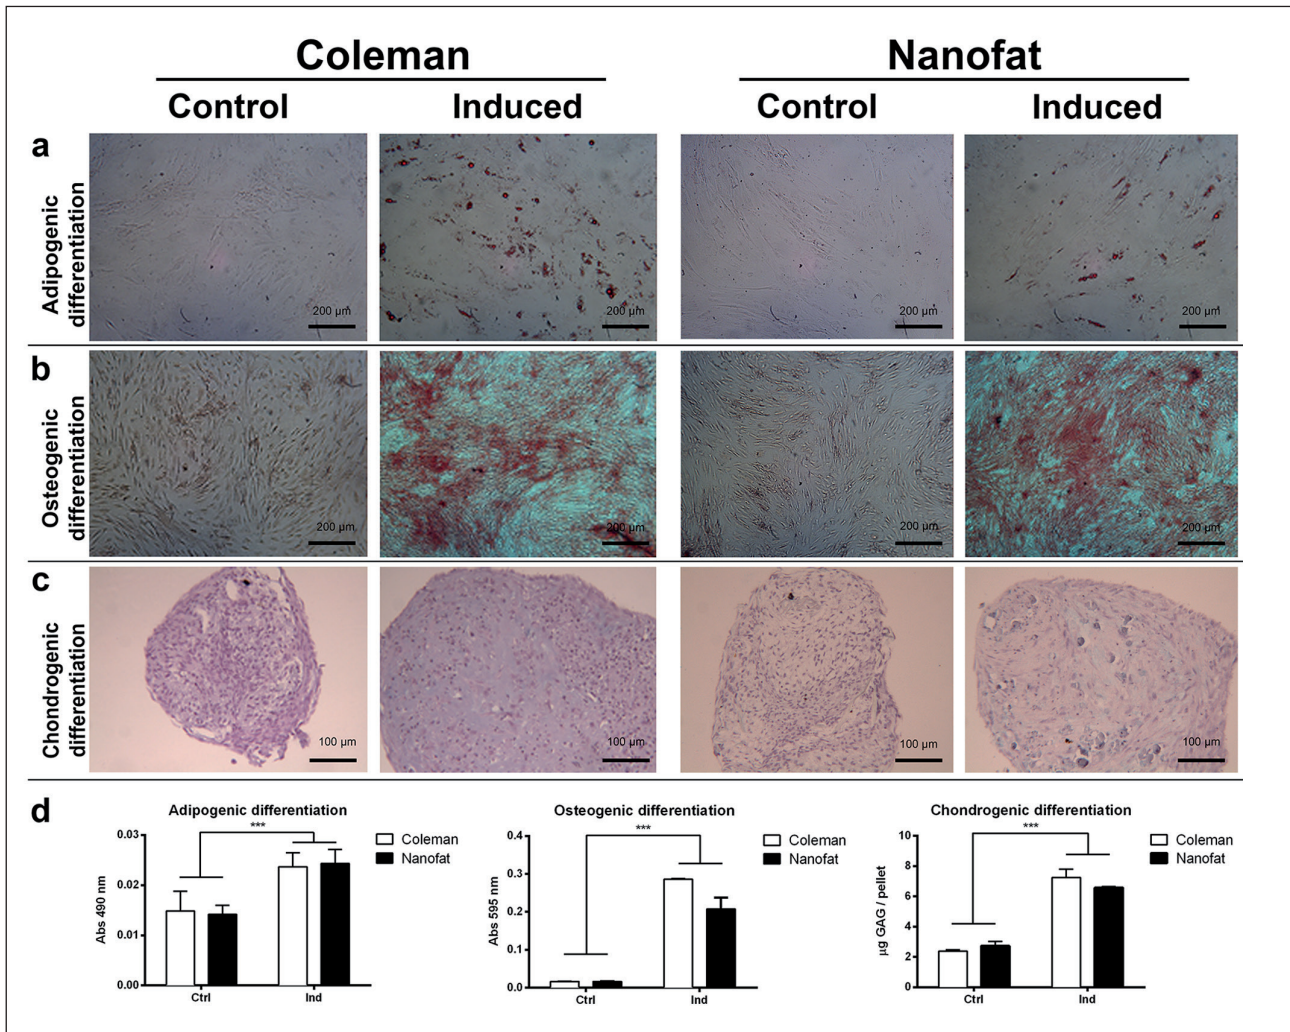 Coleman
Nanofat
Control
Induced
Control
Induced
a
Adipogenic
differentiation
200 µm
200 µm
200 µm
200 µm
b
Osteogenic
differentiation
200 µm
200 µm
200 µm
200 µm
c
Chondrogenic
differentiation
100 µm
100 µm
100 µm
100 µm
d
Adipogenic differentiation
0.03
0.02
0.01
0.00
Abs 490 nm
***
Coleman
Nanofat
Ctrl
Ind
Osteogenic differentiation
0.4
0.3
0.2
0.1
0.0
Abs 595 nm
***
Coleman
Nanofat
Ctrl
Ind
Chondrogenic differentiation
10
8
6
4
2
0
µg GAG / pellet
***
Coleman
Nanofat
Ctrl
Ind